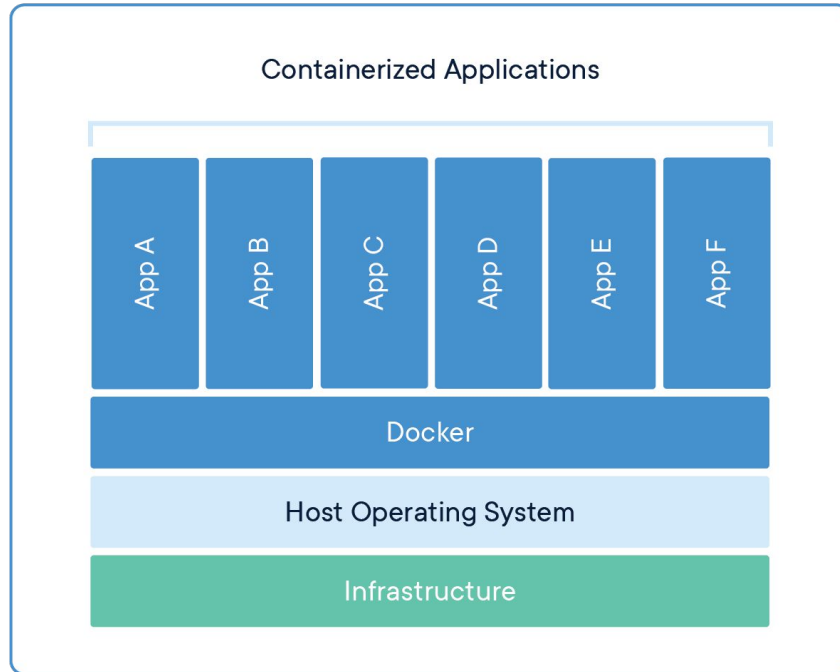 Containerized Applications
App A
App B
App C
App D
App E
App F
Docker
Host Operating System
Infrastructure